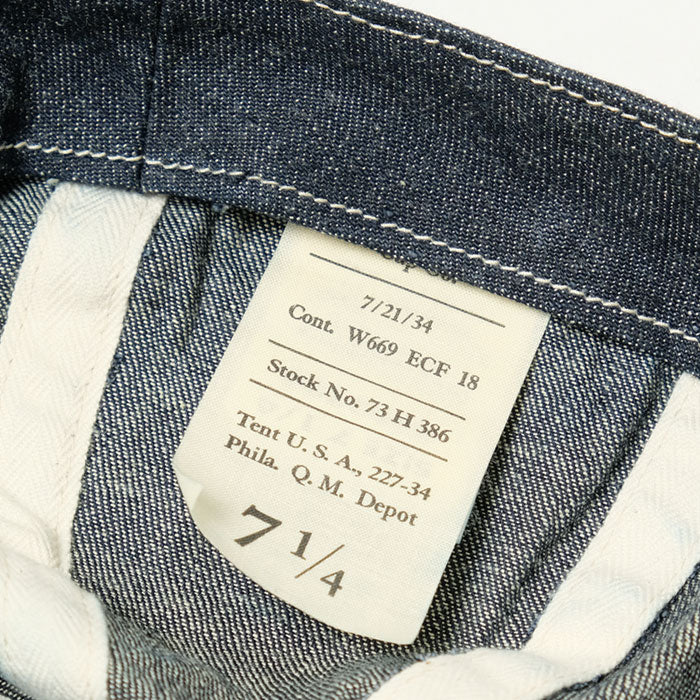 7/21/34
Cont. W669 ECF 18
Stock No. 73 H 386
Tent U. S. A., 227-34
Phila. Q. M. Depot
7 1/4